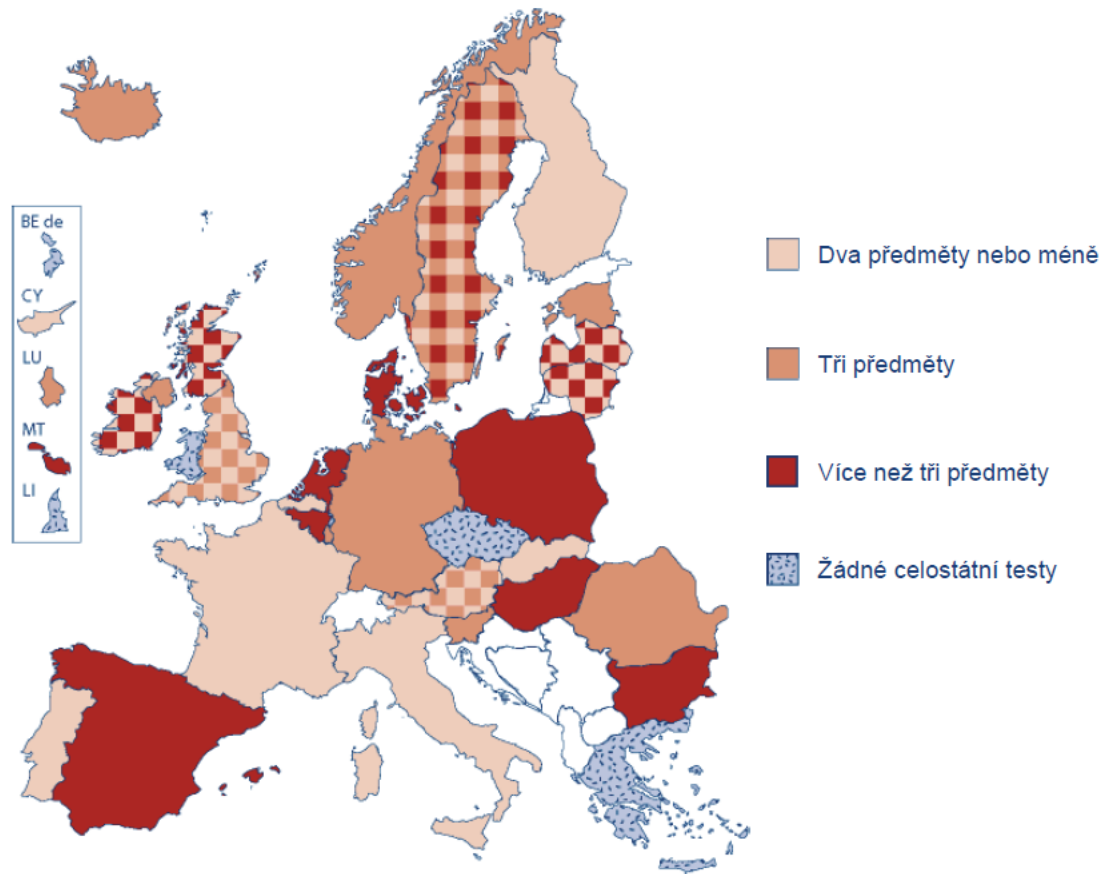 BE de
CY
LU
MT
LI
Dva předměty nebo méně
Tři předměty
Více než tři předměty
Žádné celostátní testy